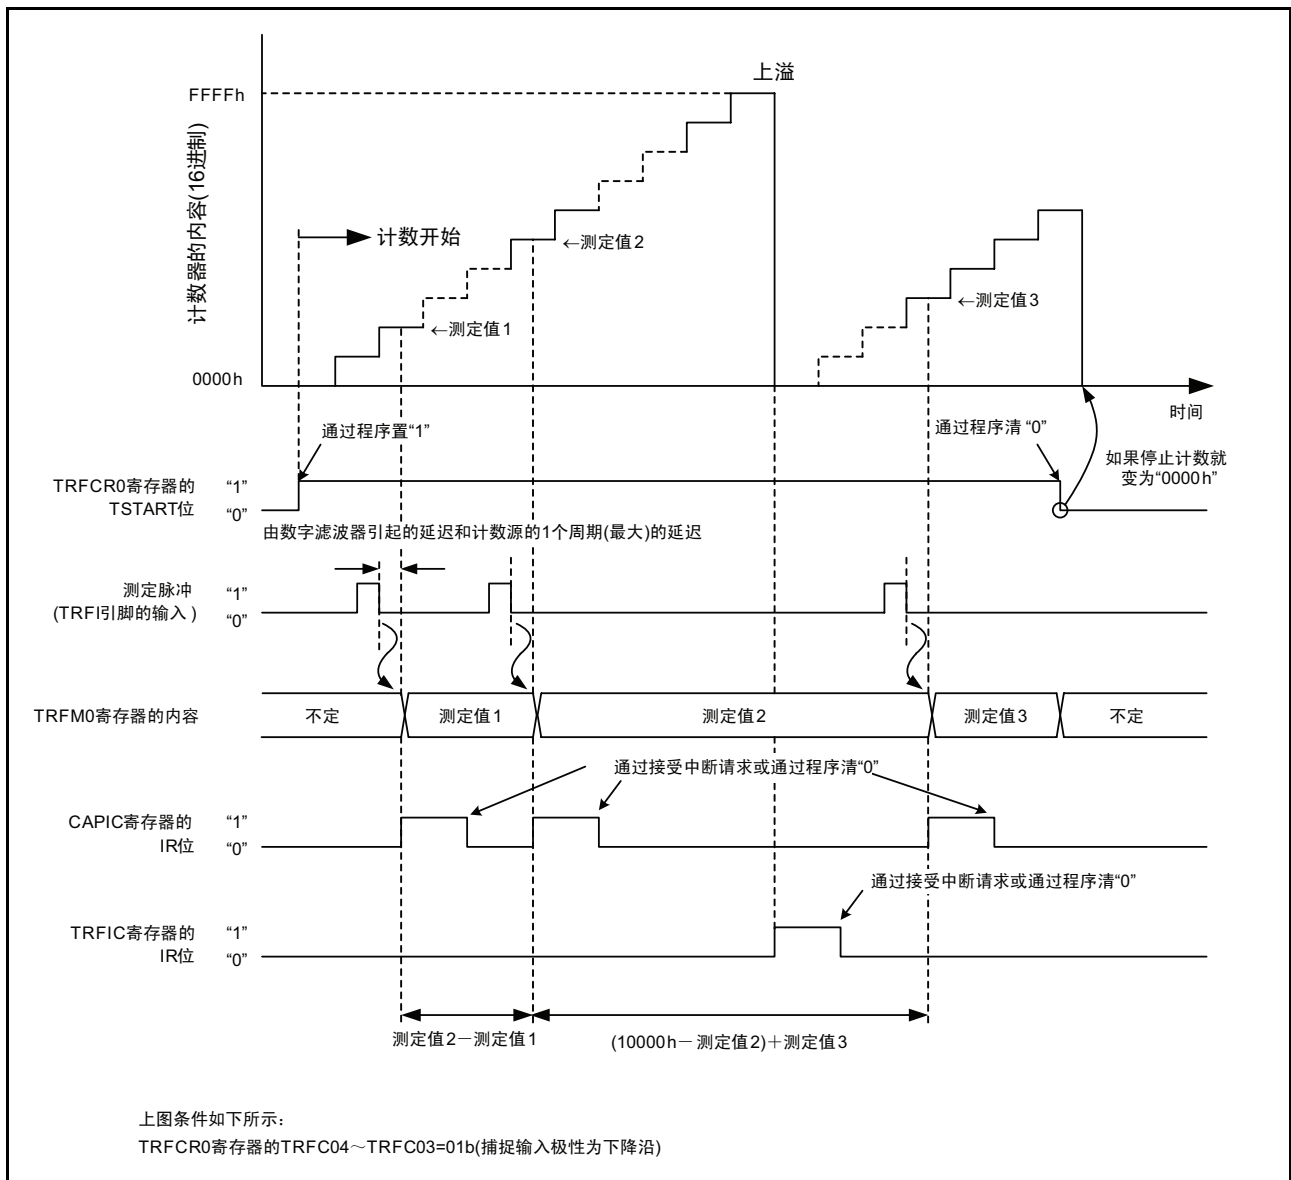 上溢
FFFFh
计数器的内容(16进制)
计数开始
←测定值2
←测定值3
←测定值1
0000h
时间
通过程序置“1”
通过程序清 “0”
如果停止计数就
变为“0000h”
TRFCR0寄存器的
TSTART位
“1”
“0”
由数字滤波器引起的延迟和计数源的1个周期(最大)的延迟
测定脉冲
(TRFI引脚的输入 )
“1”
“0”
TRFM0寄存器的内容
不定
测定值1
测定值2
测定值3
不定
通过接受中断请求或通过程序清“0”
CAPIC寄存器的
IR位
“1”
“0”
通过接受中断请求或通过程序清“0”
TRFIC寄存器的
IR位
“1”
“0”
测定值2－测定值1
(10000h－测定值2)＋测定值3
上图条件如下所示：
TRFCR0寄存器的TRFC04～TRFC03=01b(捕捉输入极性为下降沿)